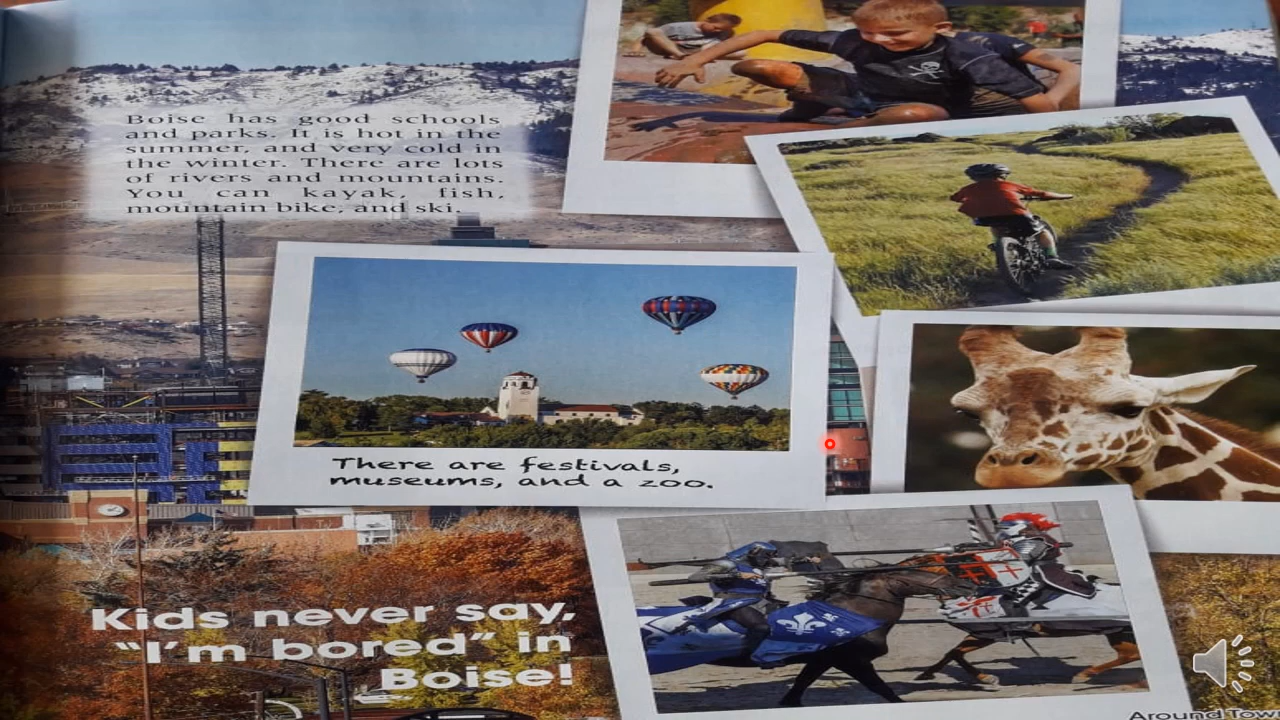 Boise has good schools
and parks. It is hot in the
summer, and very cold in
the winter. There are lots
of rivers and mountains.
You can kayak, fish,
mountain bike, and ski.
There are festivals,
museums, and a zoo.
Kids never say,
“I’m bored” in
Boise!
Around Town